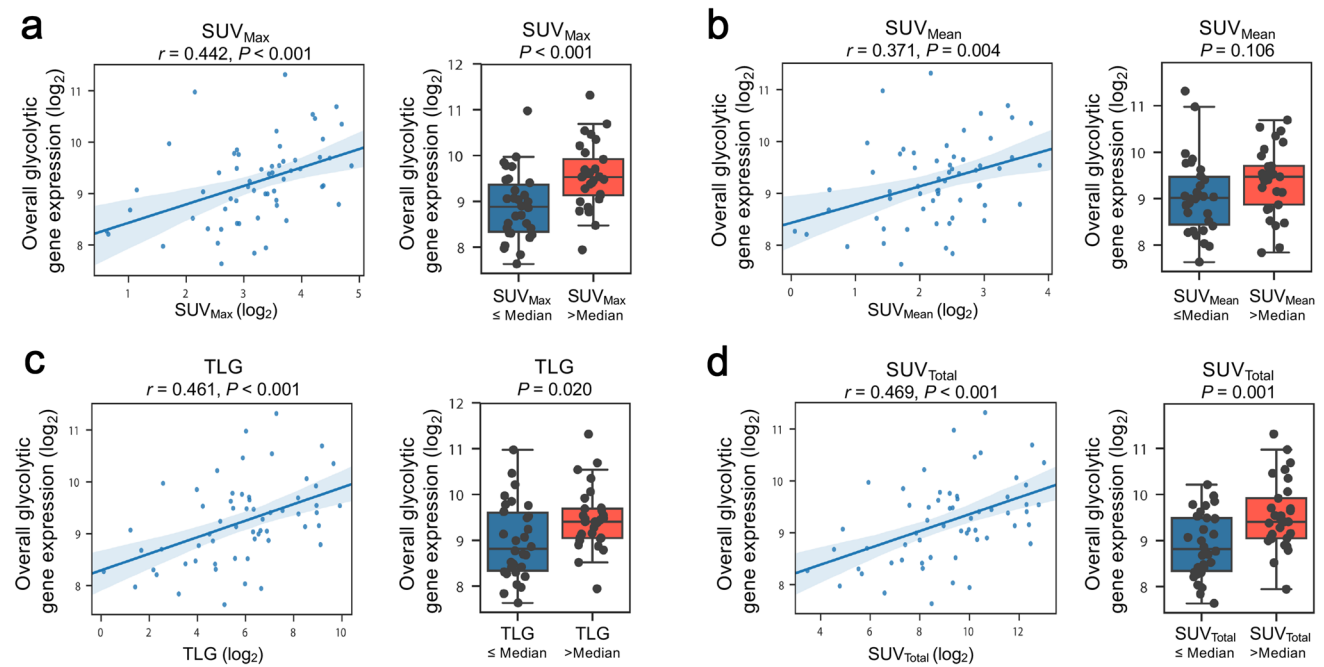 a
SUVMax
r = 0.442, P < 0.001
Overall glycolytic
gene expression (log2)
11
10
9
8
1 2 3 4 5
SUVMax (log2)
SUVMax
P < 0.001
Overall glycolytic
gene expression (log2)
12
11
10
9
8
SUVMax SUVMax
≤ Median >Median
b
SUVMean
r = 0.371, P = 0.004
Overall glycolytic
gene expression (log2)
11
10
9
8
0 1 2 3 4
SUVMean (log2)
SUVMean
P = 0.106
Overall glycolytic
gene expression (log2)
11
10
9
8
SUVMean SUVMean
≤Median >Median
c
TLG
r = 0.461, P < 0.001
Overall glycolytic
gene expression (log2)
11
10
9
8
0 2 4 6 8 10
TLG (log2)
TLG
P = 0.020
Overall glycolytic
gene expression (log2)
12
11
10
9
8
TLG TLG
≤ Median >Median
d
SUVTotal
r = 0.469, P < 0.001
Overall glycolytic
gene expression (log2)
11
10
9
8
4 6 8 10 12
SUVTotal (log2)
SUVTotal
P = 0.001
Overall glycolytic
gene expression (log2)
12
11
10
9
8
SUVTotal SUVTotal
≤ Median >Median